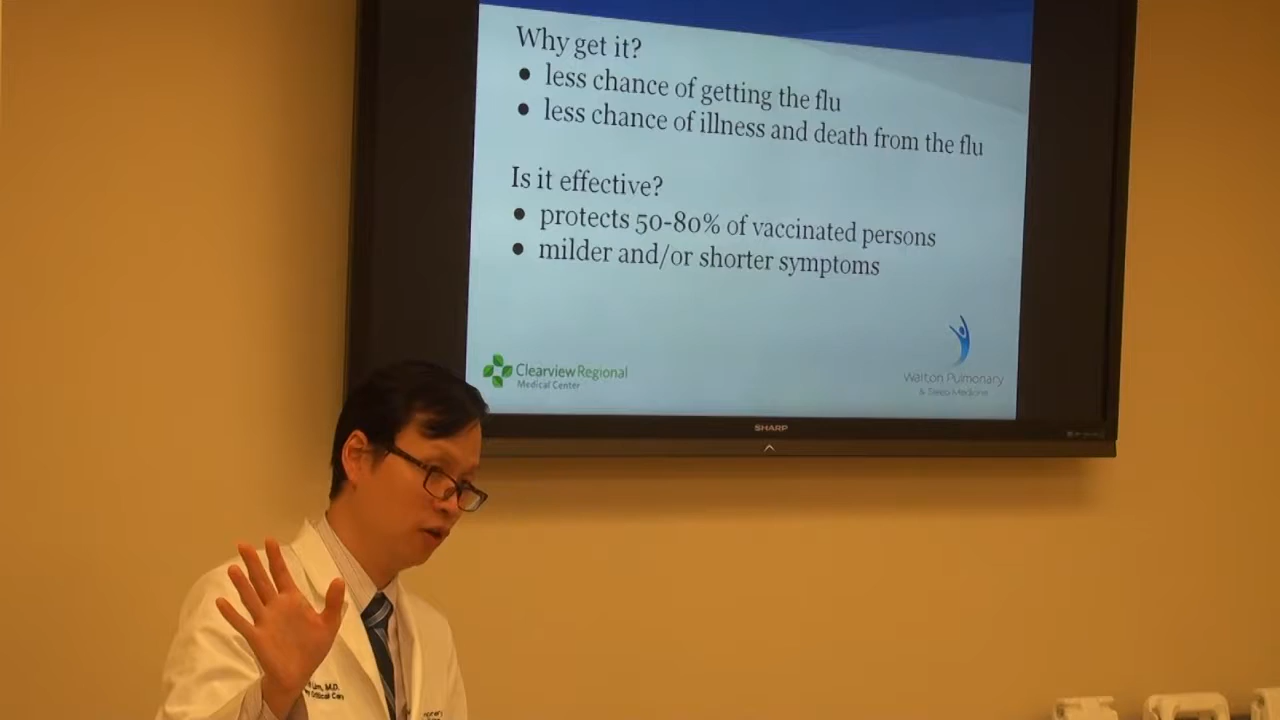 Why get it?
● less chance of getting the flu
● less chance of illness and death from the flu
Is it effective?
● protects 50-80% of vaccinated persons
● milder and/or shorter symptoms
Clearview Regional
Medical Center
Walton Pulmonary
& Sleep Medicine
SHARP
M.D.
Critical Care